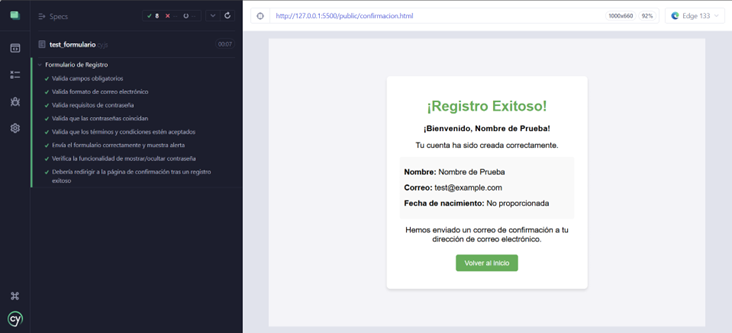 Specs
8
test_formulario.cy.js
00:07
Formulario de Registro
Valida campos obligatorios
Valida formato de correo electrónico
Valida requisitos de contraseña
Valida que las contraseñas coincidan
Valida que los términos y condiciones estén aceptados
Envía el formulario correctamente y muestra alerta
Verifica la funcionalidad de mostrar/ocultar contraseña
Debería redirigir a la página de confirmación tras un registro
exitoso
cy
http://127.0.0.1:5500/public/confirmacion.html
1000x660
92%
Edge 133
¡Registro Exitoso!
¡Bienvenido, Nombre de Prueba!
Tu cuenta ha sido creada correctamente.
Nombre: Nombre de Prueba
Correo: test@example.com
Fecha de nacimiento: No proporcionada
Hemos enviado un correo de confirmación a tu
dirección de correo electrónico.
Volver al inicio